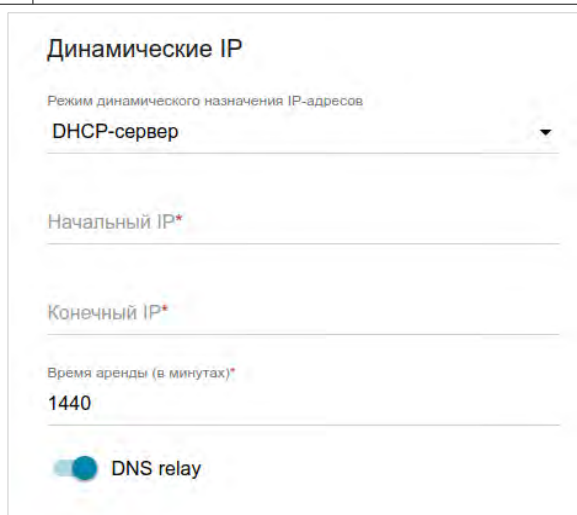 Динамические IP
Режим динамического назначения IP-адресов
DHCP-сервер
Начальный IP*
Конечный IP*
Время аренды (в минутах)*
1440
DNS relay